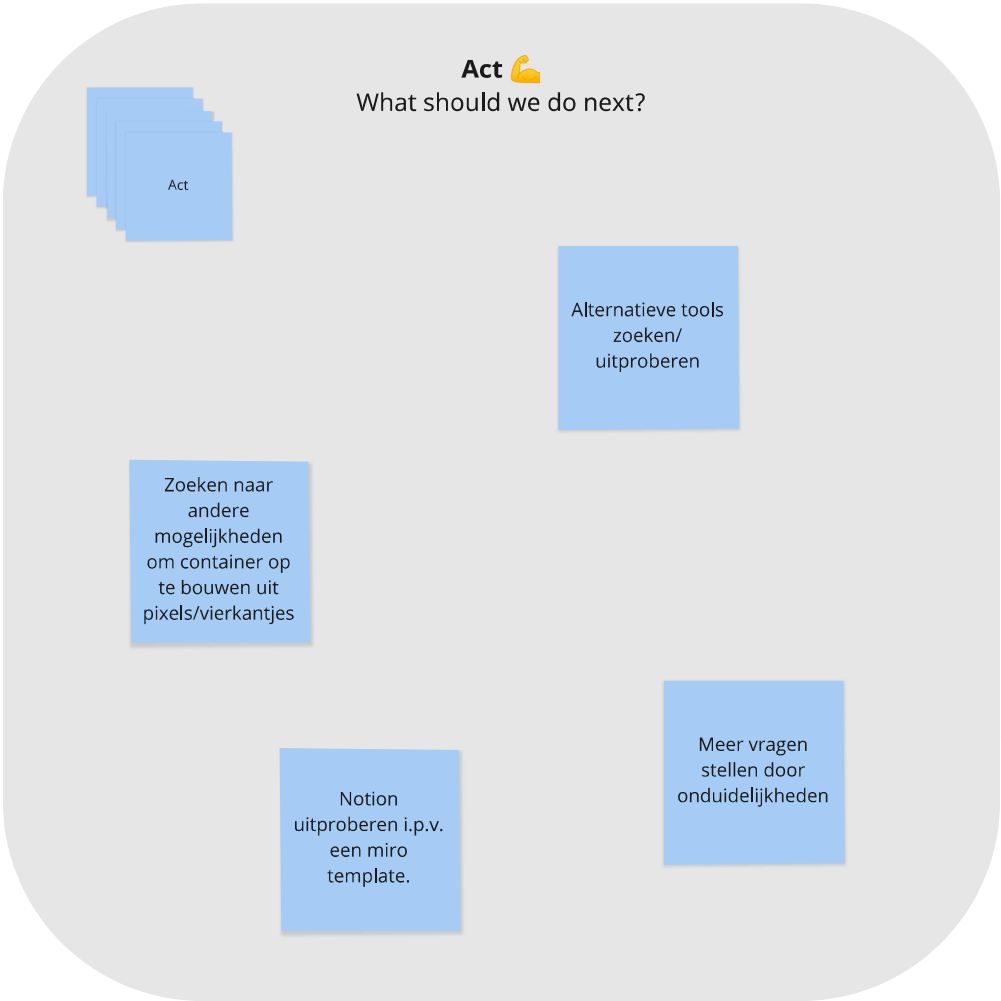 Act 💪
What should we do next?
Act
Alternatieve tools
zoeken/
uitproberen
Zoeken naar
andere
mogelijkheden
om container op
te bouwen uit
pixels/vierkantjes
Meer vragen
stellen door
onduidelijkheden
Notion
uitproberen i.p.v.
een miro
template.